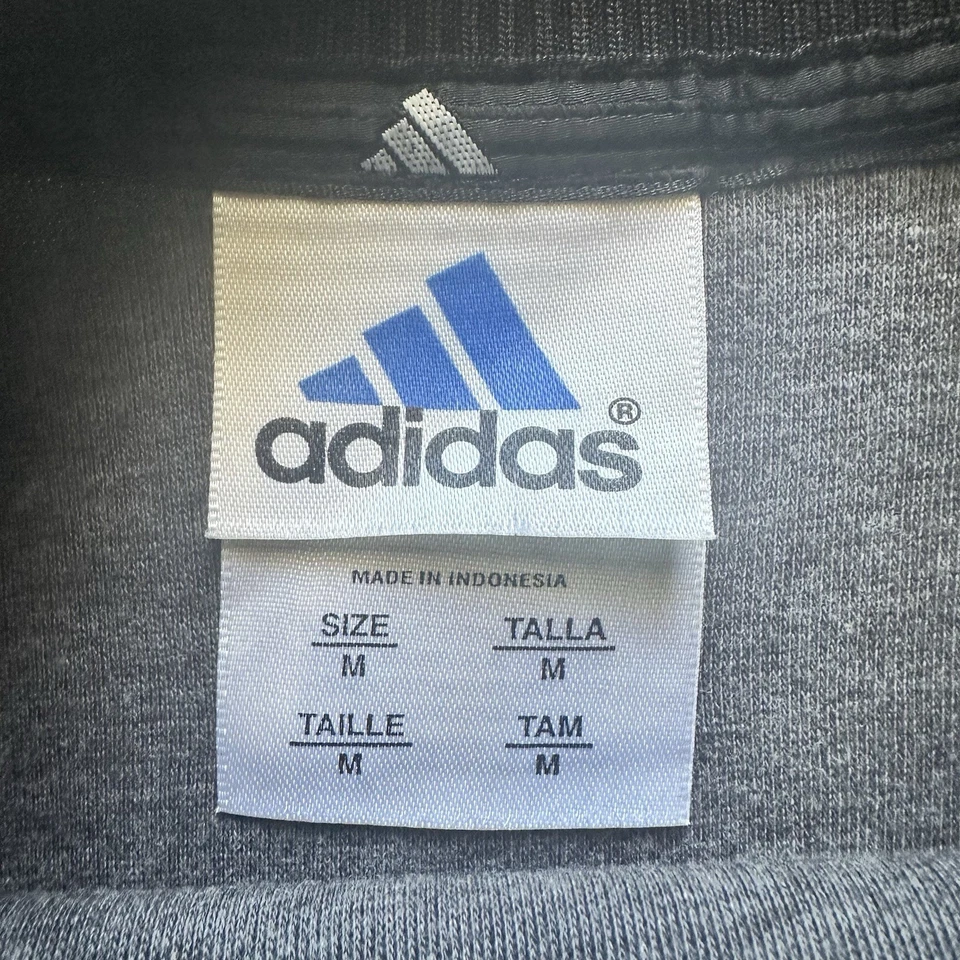 adidas®
MADE IN INDONESIA
SIZE TALLA
M M
TAILLE TAM
M M